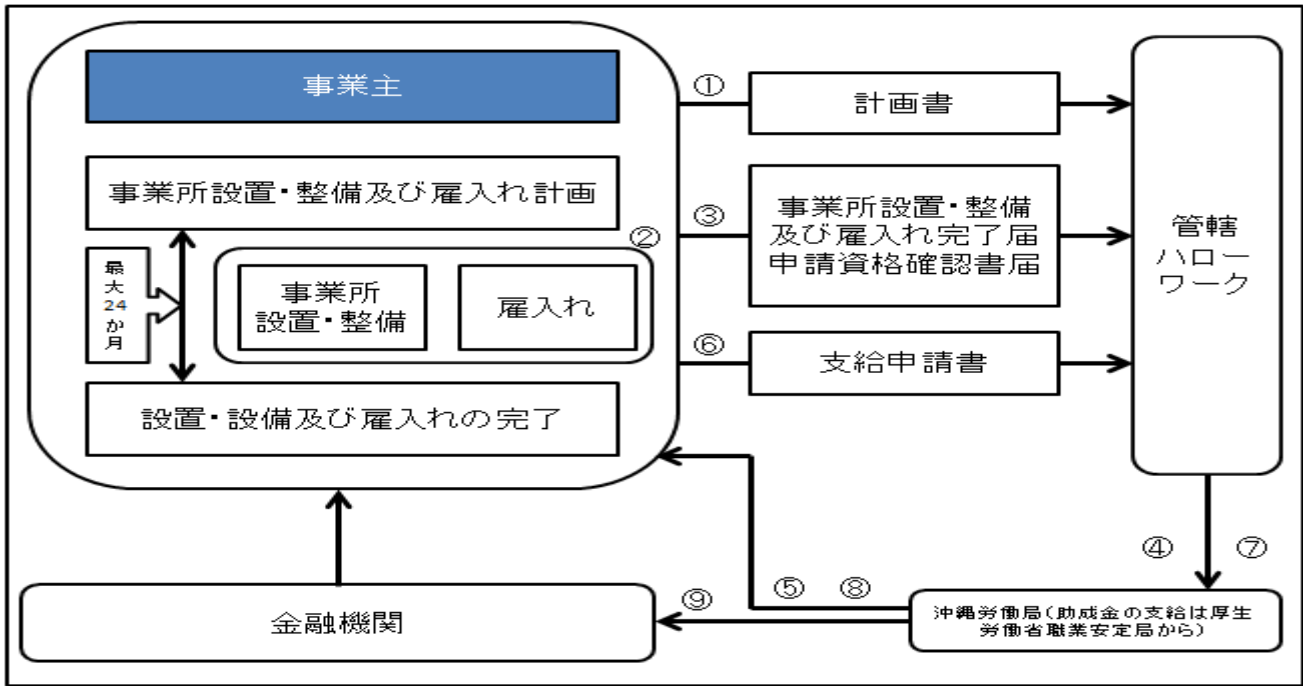 事業主
①
計画書
事業所設置・整備及び雇入れ計画
③
事業所設置・整備
及び雇入れ完了届
申請資格確認書届
管轄
ハロー
ワーク
②
最大24か月
事業所
設置・整備
雇入れ
⑥
支給申請書
設置・設備及び雇入れの完了
④
⑦
⑤
⑧
⑨
金融機関
沖縄労働局(助成金の支給は厚生
労働省職業安定局から)